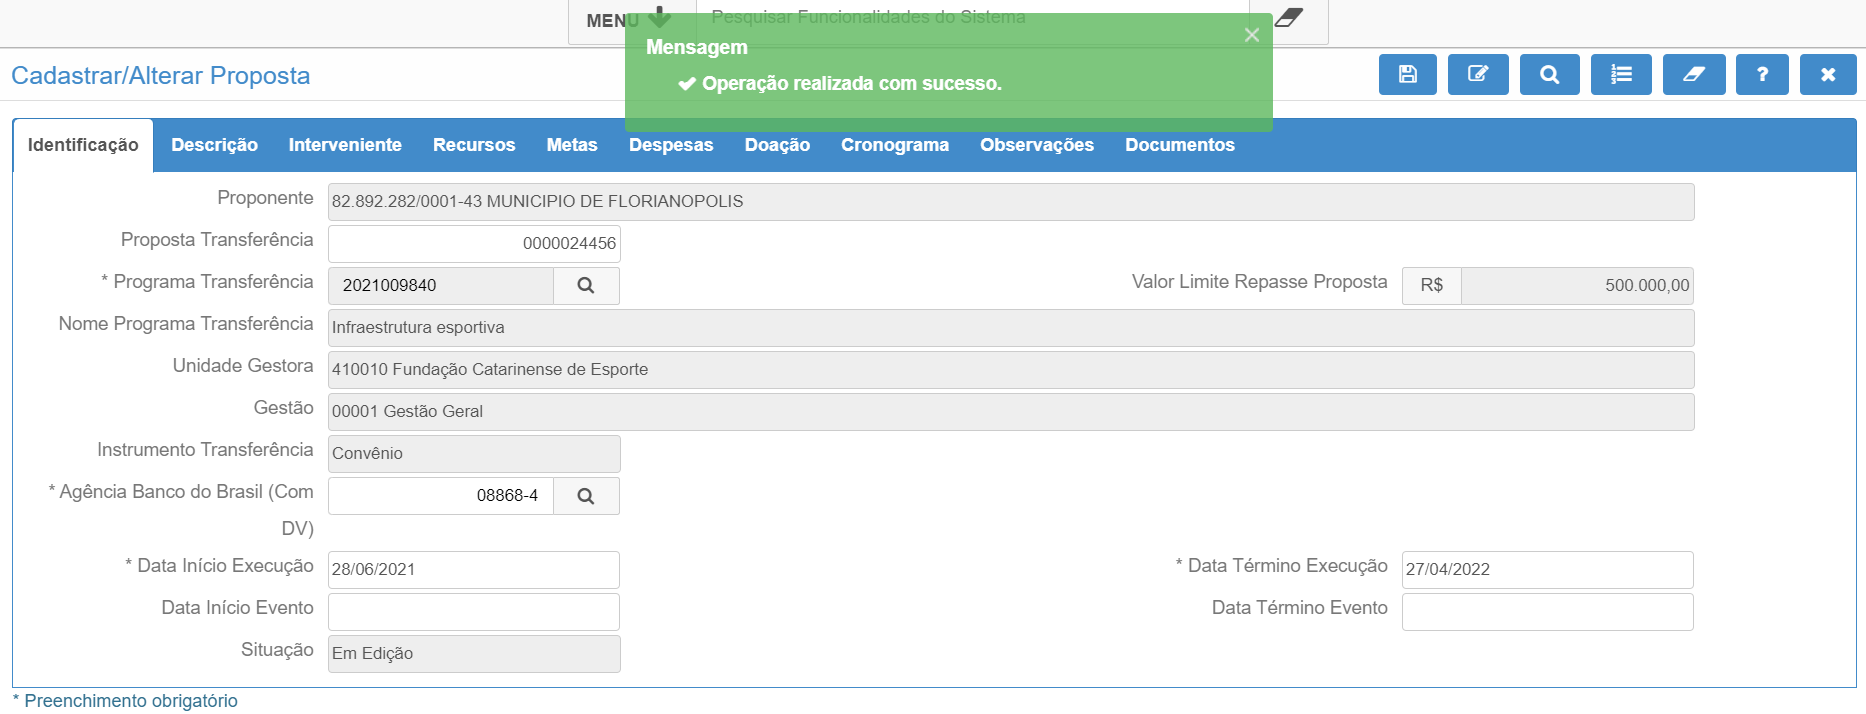 MENU Pesquisar Funcionalidades do Sistema
Mensagem
Operação realizada com sucesso.
Cadastrar/Alterar Proposta
Identificação Descrição Interveniente Recursos Metas Despesas Doação Cronograma Observações Documentos
Proponente 82.892.282/0001-43 MUNICIPIO DE FLORIANOPOLIS
Proposta Transferência 0000024456
* Programa Transferência 2021009840 Valor Limite Repasse Proposta R$ 500.000,00
Nome Programa Transferência Infraestrutura esportiva
Unidade Gestora 410010 Fundação Catarinense de Esporte
Gestão 00001 Gestão Geral
Instrumento Transferência Convênio
* Agência Banco do Brasil (Com 08868-4
DV)
* Data Início Execução 28/06/2021 * Data Término Execução 27/04/2022
Data Início Evento Data Término Evento
Situação Em Edição
* Preenchimento obrigatório